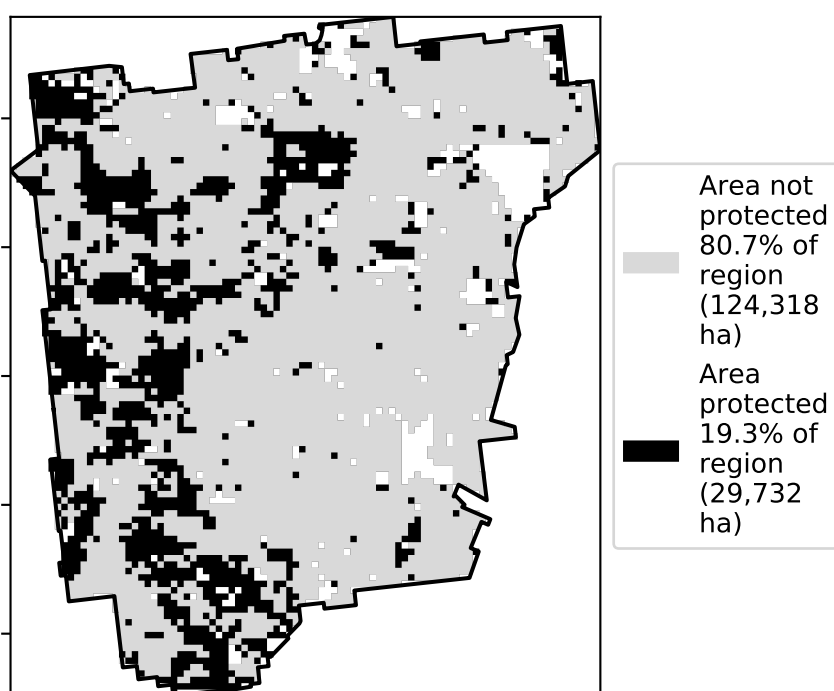 Area not
protected
80.7% of
region
(124,318
ha)
Area
protected
19.3% of
region
(29,732
ha)